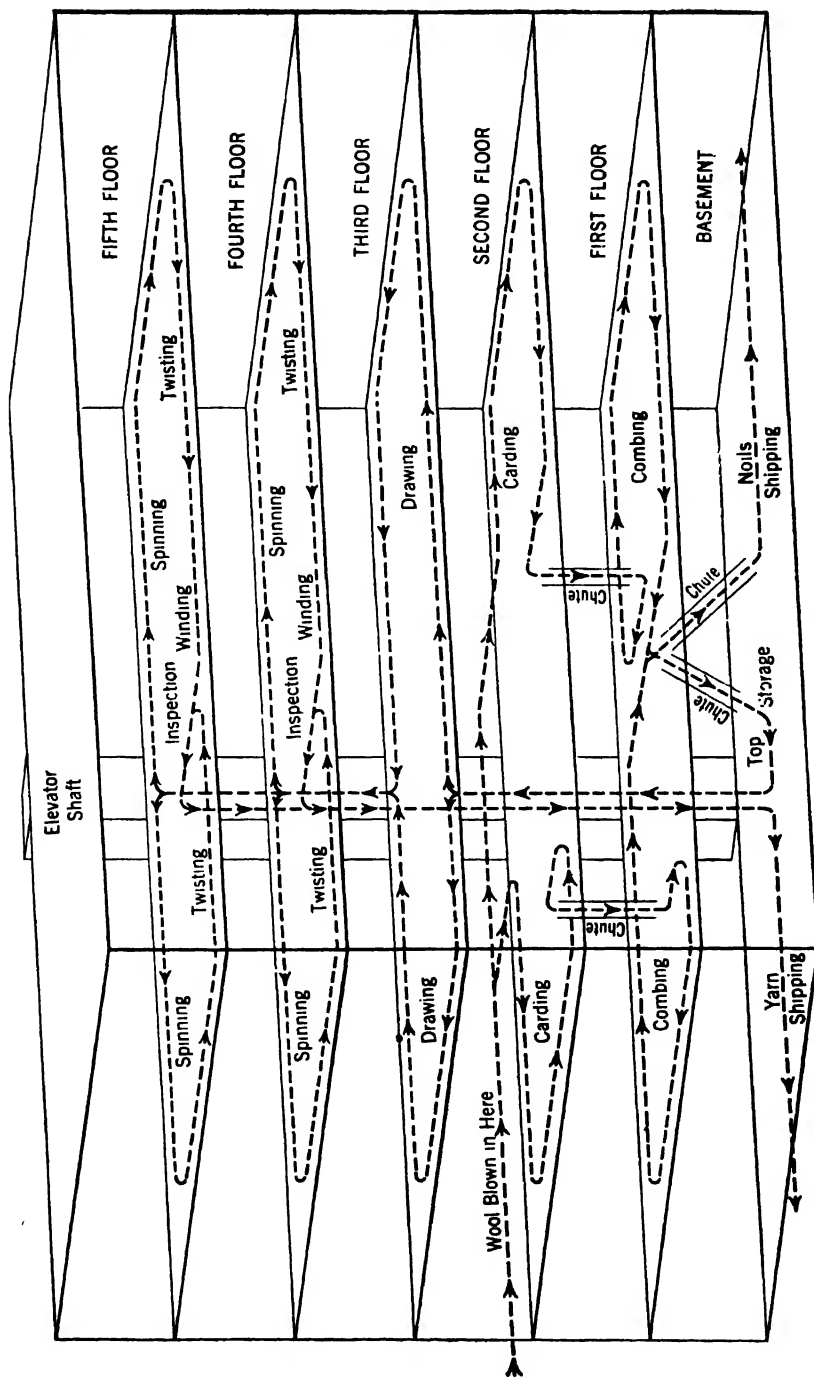 Elevator
Shaft
FIFTH FLOOR
Spinning
Spinning
Twisting
Inspection
Winding
Twisting
FOURTH FLOOR
Spinning
Spinning
Twisting
Inspection
Winding
Twisting
THIRD FLOOR
Drawing
Drawing
SECOND FLOOR
Wool Blown in Here
Carding
Carding
Chute
Chute
FIRST FLOOR
Combing
Combing
Chute
Chute
BASEMENT
Yarn
Shipping
Top
Storage
Noils
Shipping